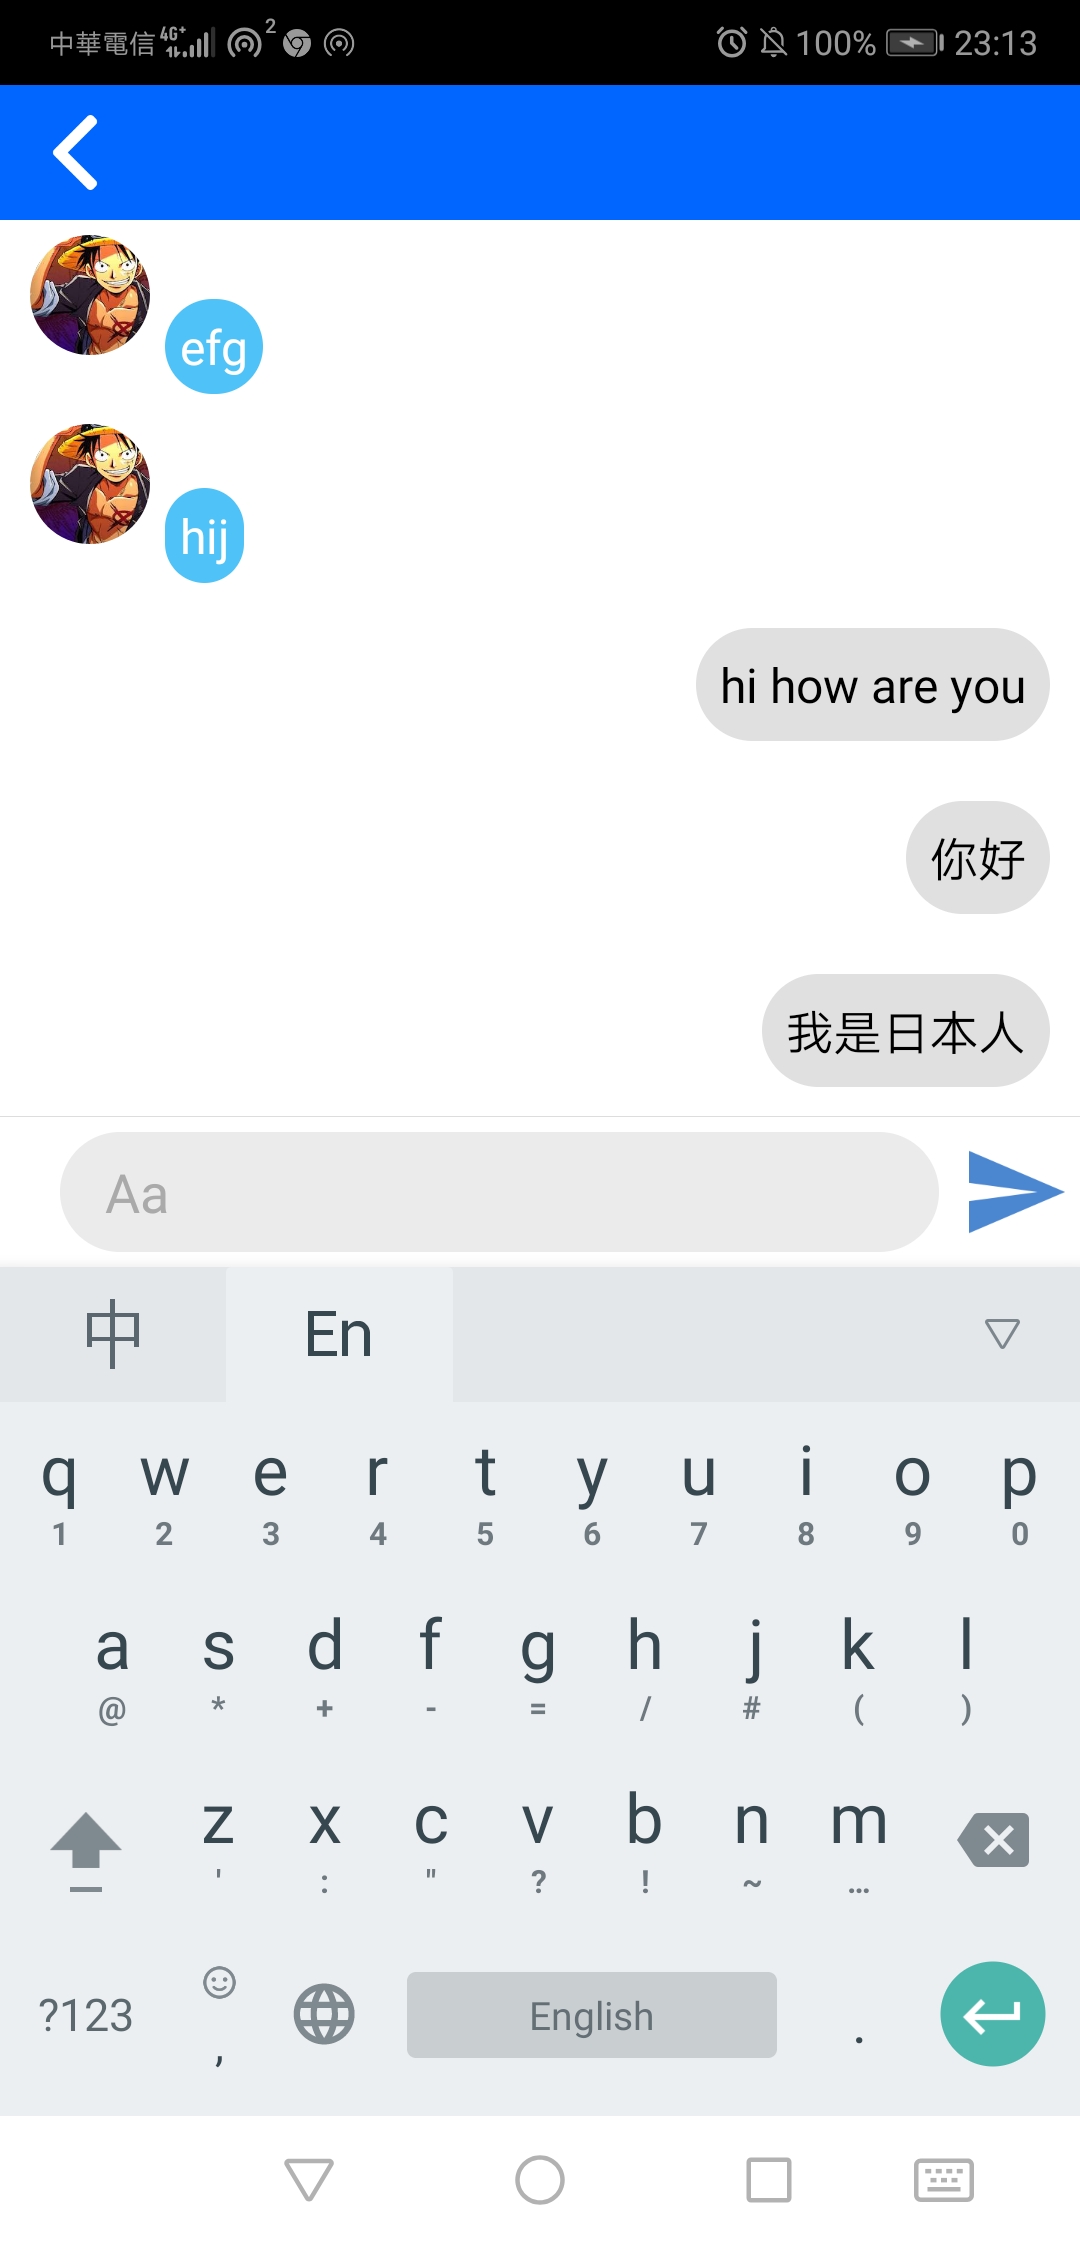 中華電信 4G+ 2 100% 23:13
efg
hij
hi how are you
你好
我是日本人
Aa
中 En
q w e r t y u i o p
1 2 3 4 5 6 7 8 9 0
a s d f g h j k l
@ * + - = / # ( )
z x c v b n m
' : " ? ! ~ …
?123 , English .